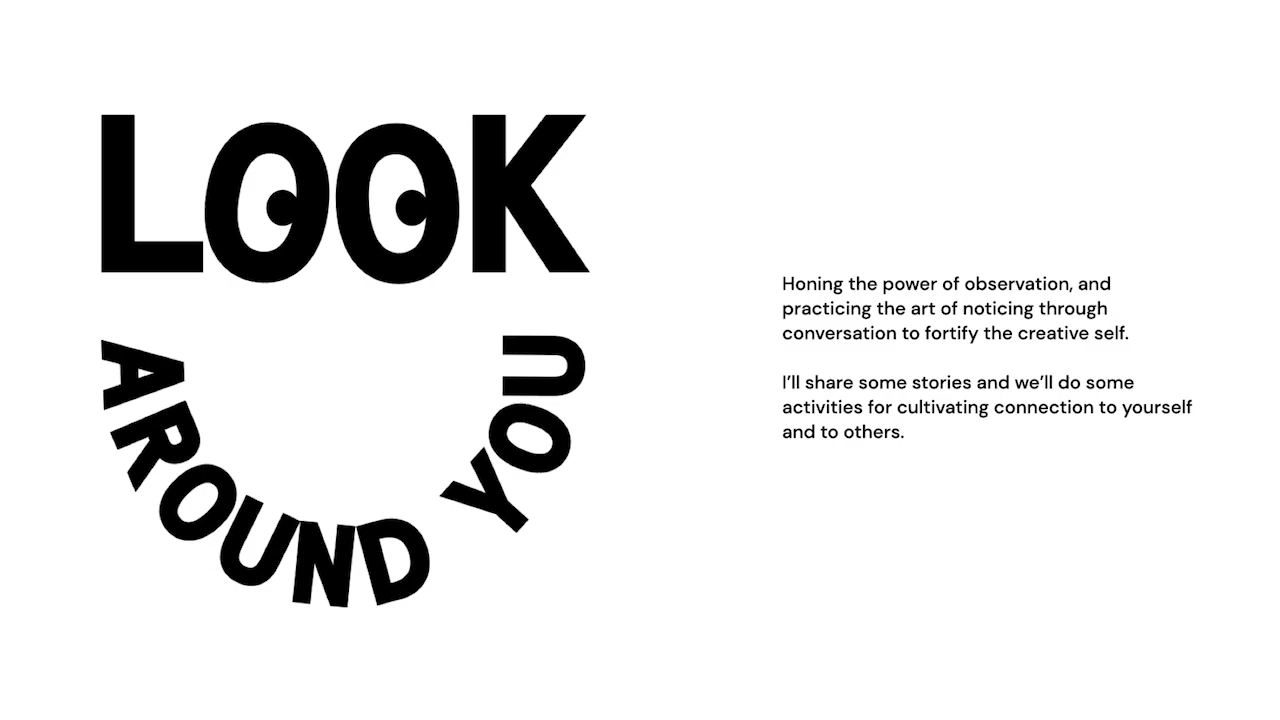 LOOK
AROUND YOU
Honing the power of observation, and
practicing the art of noticing through
conversation to fortify the creative self.
I’ll share some stories and we’ll do some
activities for cultivating connection to yourself
and to others.